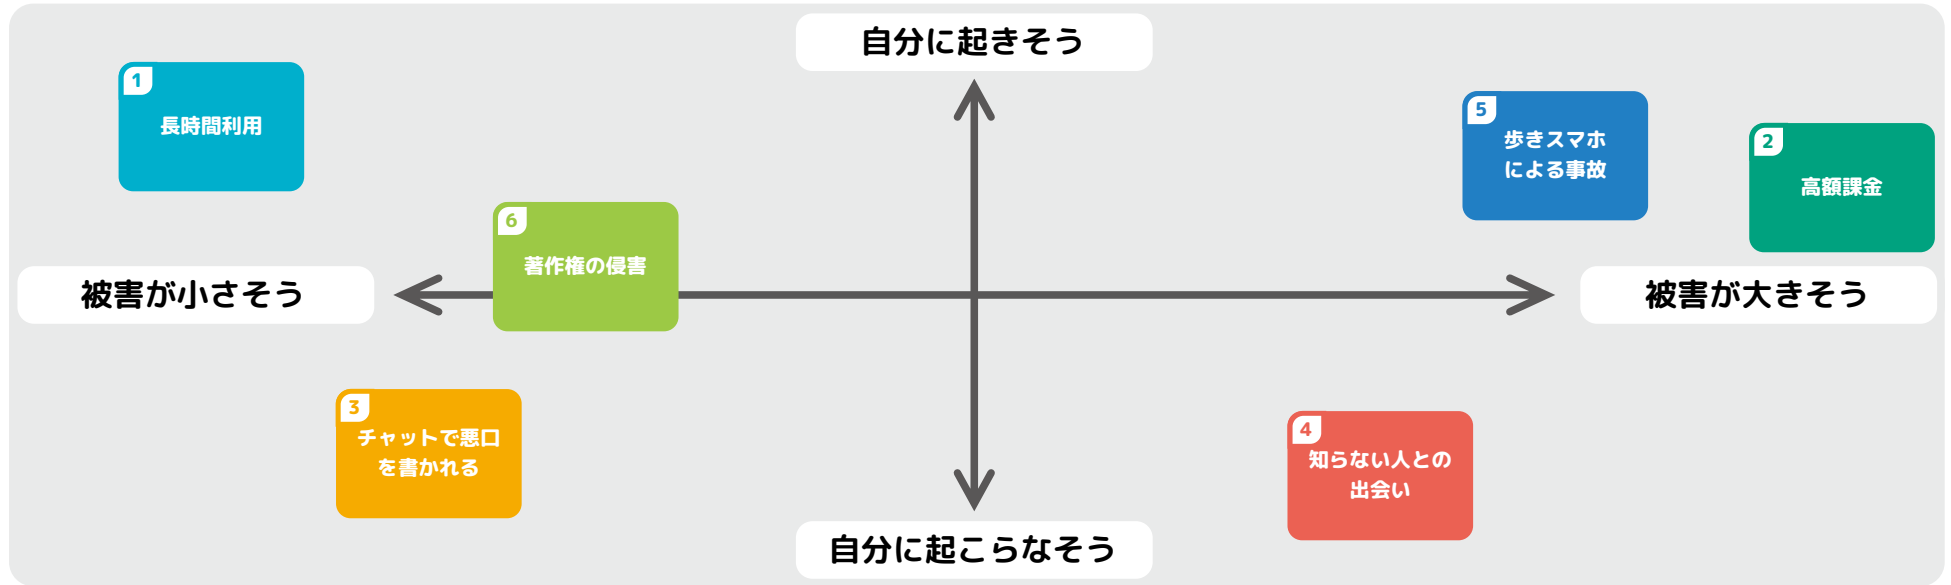 自分に起きそう
1
長時間利用
5
歩きスマホ
による事故
2
高額課金
6
著作権の侵害
被害が小さそう
被害が大きそう
3
チャットで悪口
を書かれる
4
知らない人との
出会い
自分に起こらなそう